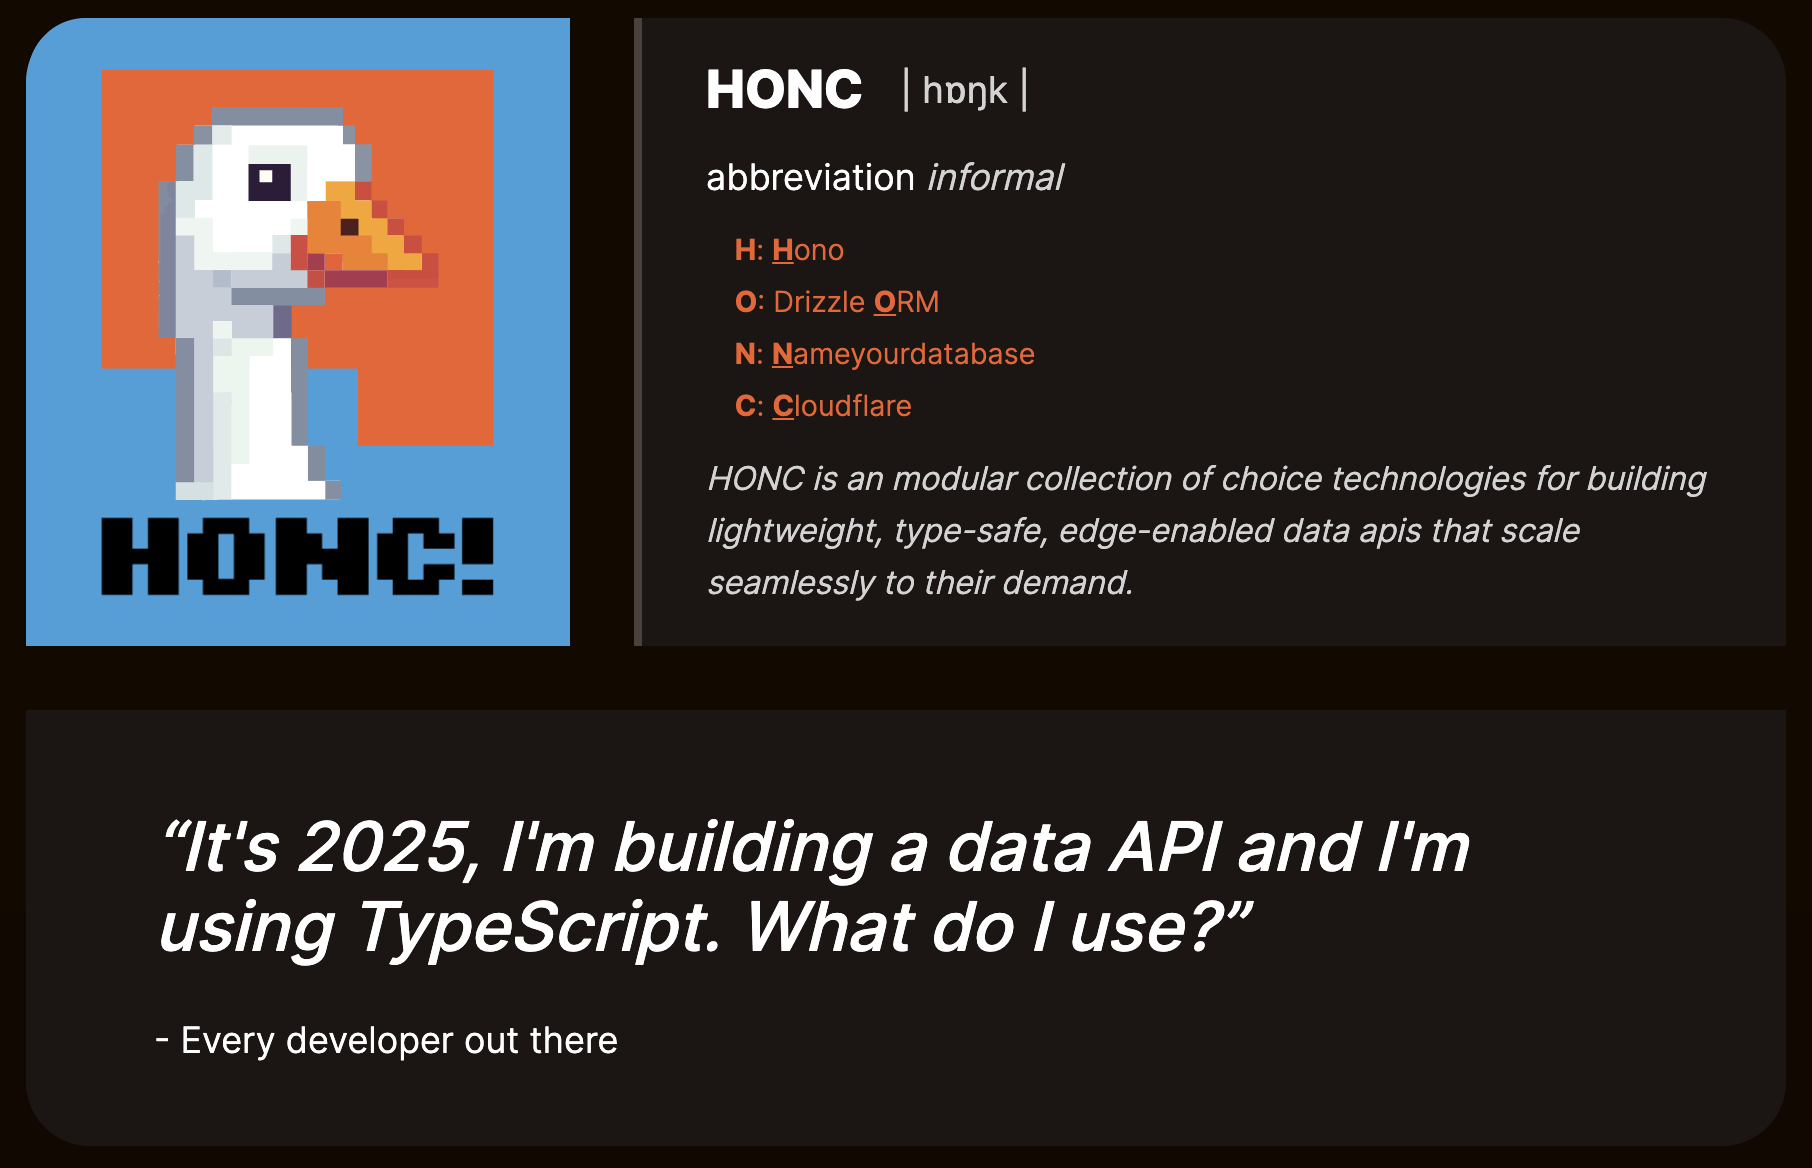 HONC!
HONC | hɒŋk |
abbreviation informal
H: Hono
O: Drizzle ORM
N: Nameyourdatabase
C: Cloudflare
HONC is an modular collection of choice technologies for building
lightweight, type-safe, edge-enabled data apis that scale
seamlessly to their demand.
“It's 2025, I'm building a data API and I'm
using TypeScript. What do I use?”
- Every developer out there